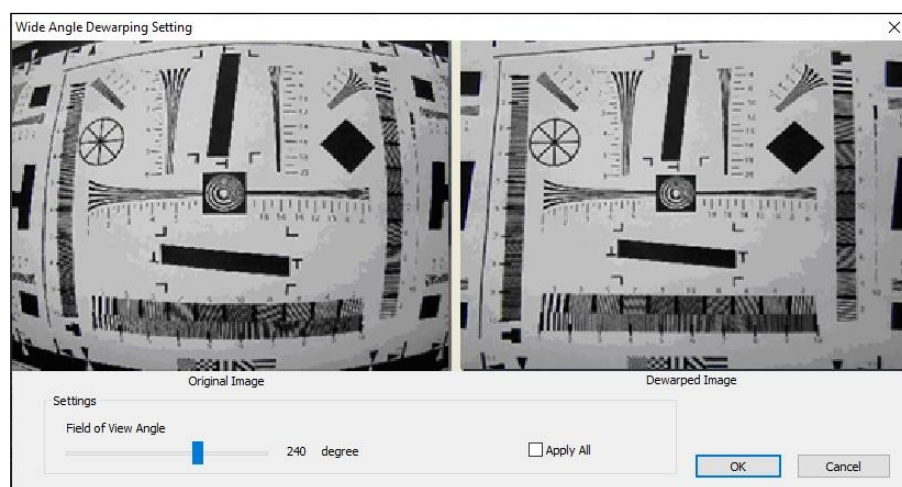 Wide Angle Dewarping Setting
Original Image
Dewarped Image
Settings
Field of View Angle
240 degree
Apply All
OK
Cancel